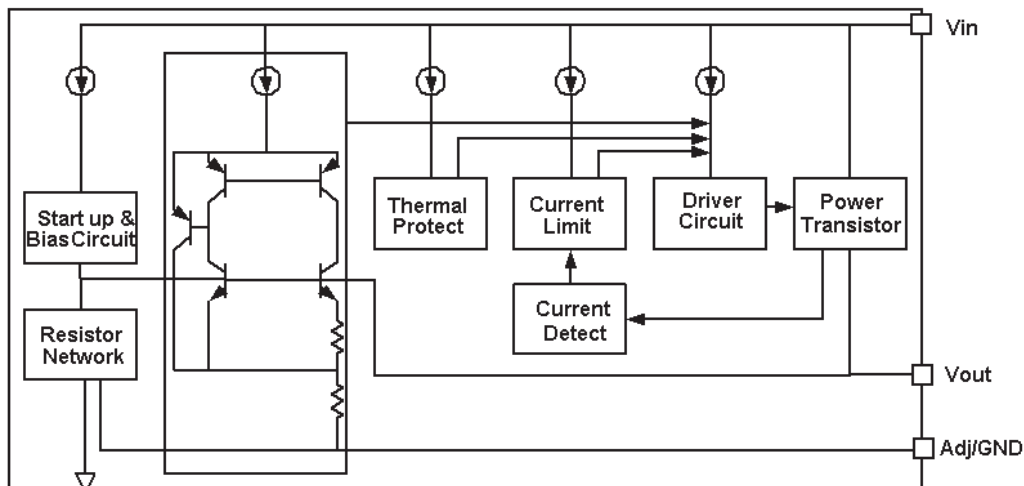 Vin
Start up &
Bias Circuit
Thermal
Protect
Current
Limit
Driver
Circuit
Power
Transistor
Current
Detect
Resistor
Network
Vout
Adj/GND